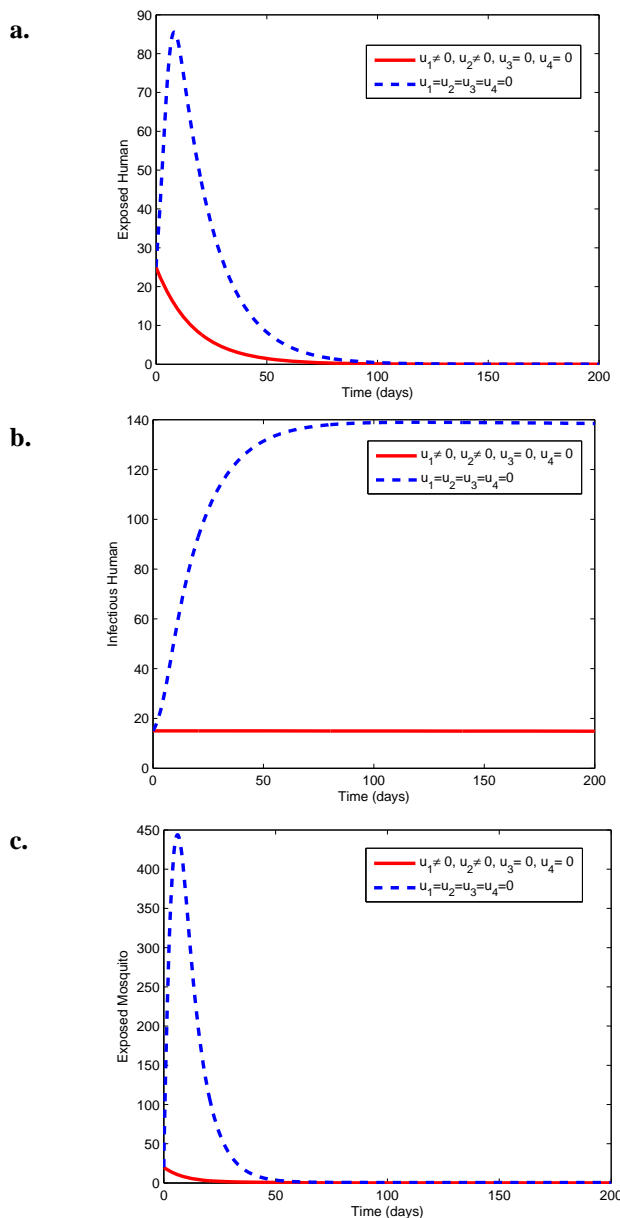 a.
90
80
70
60
50
40
30
20
10
0
Exposed Human
u₁≠ 0, u₂≠ 0, u₃= 0, u₄= 0
u₁=u₂=u₃=u₄=0
0 50 100 150 200
Time (days)
b.
140
120
100
80
60
40
20
0
Infectious Human
u₁≠ 0, u₂≠ 0, u₃= 0, u₄= 0
u₁=u₂=u₃=u₄=0
0 50 100 150 200
Time (days)
c.
450
400
350
300
250
200
150
100
50
0
Exposed Mosquito
u₁≠ 0, u₂≠ 0, u₃= 0, u₄= 0
u₁=u₂=u₃=u₄=0
0 50 100 150 200
Time (days)